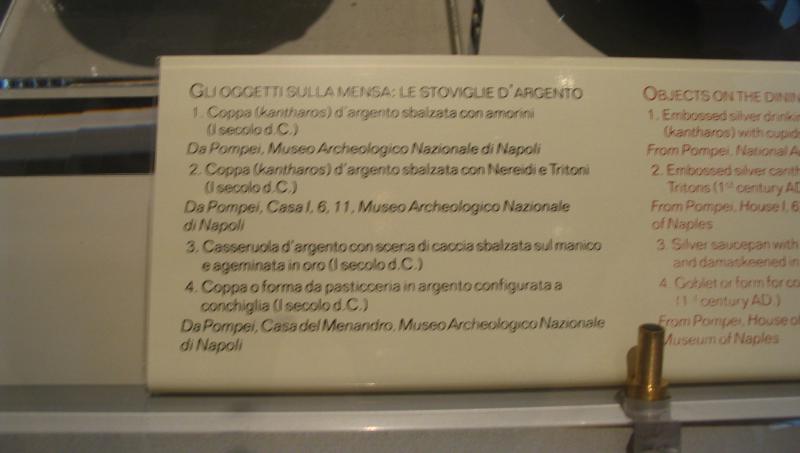 GLI OGGETTI SULLA MENSA: LE STOVIGLIE D'ARGENTO
1. Coppa (kantharos) d'argento sbalzata con amorini
(I secolo d.C.)
Da Pompei, Museo Archeologico Nazionale di Napoli
2. Coppa (kantharos) d'argento sbalzata con Nereidi e Tritoni
(I secolo d.C.)
Da Pompei, Casa I, 6, 11, Museo Archeologico Nazionale
di Napoli
3. Casseruola d'argento con scena di caccia sbalzata sul manico
e ageminata in oro (I secolo d.C.)
4. Coppa o forma da pasticceria in argento configurata a
conchiglia (I secolo d.C.)
Da Pompei, Casa del Menandro, Museo Archeologico Nazionale
di Napoli
OBJECTS ON THE
1. Embossed silver
(kantharos) with
From Pompei, National
2. Embossed silver
Tritons (1st century AD
From Pompei, House I, 6
of Naples
3. Silver saucepan with
and damaskeened in
4. Goblet or form for
(1st century AD.)
From Pompei, House
Museum of Naples